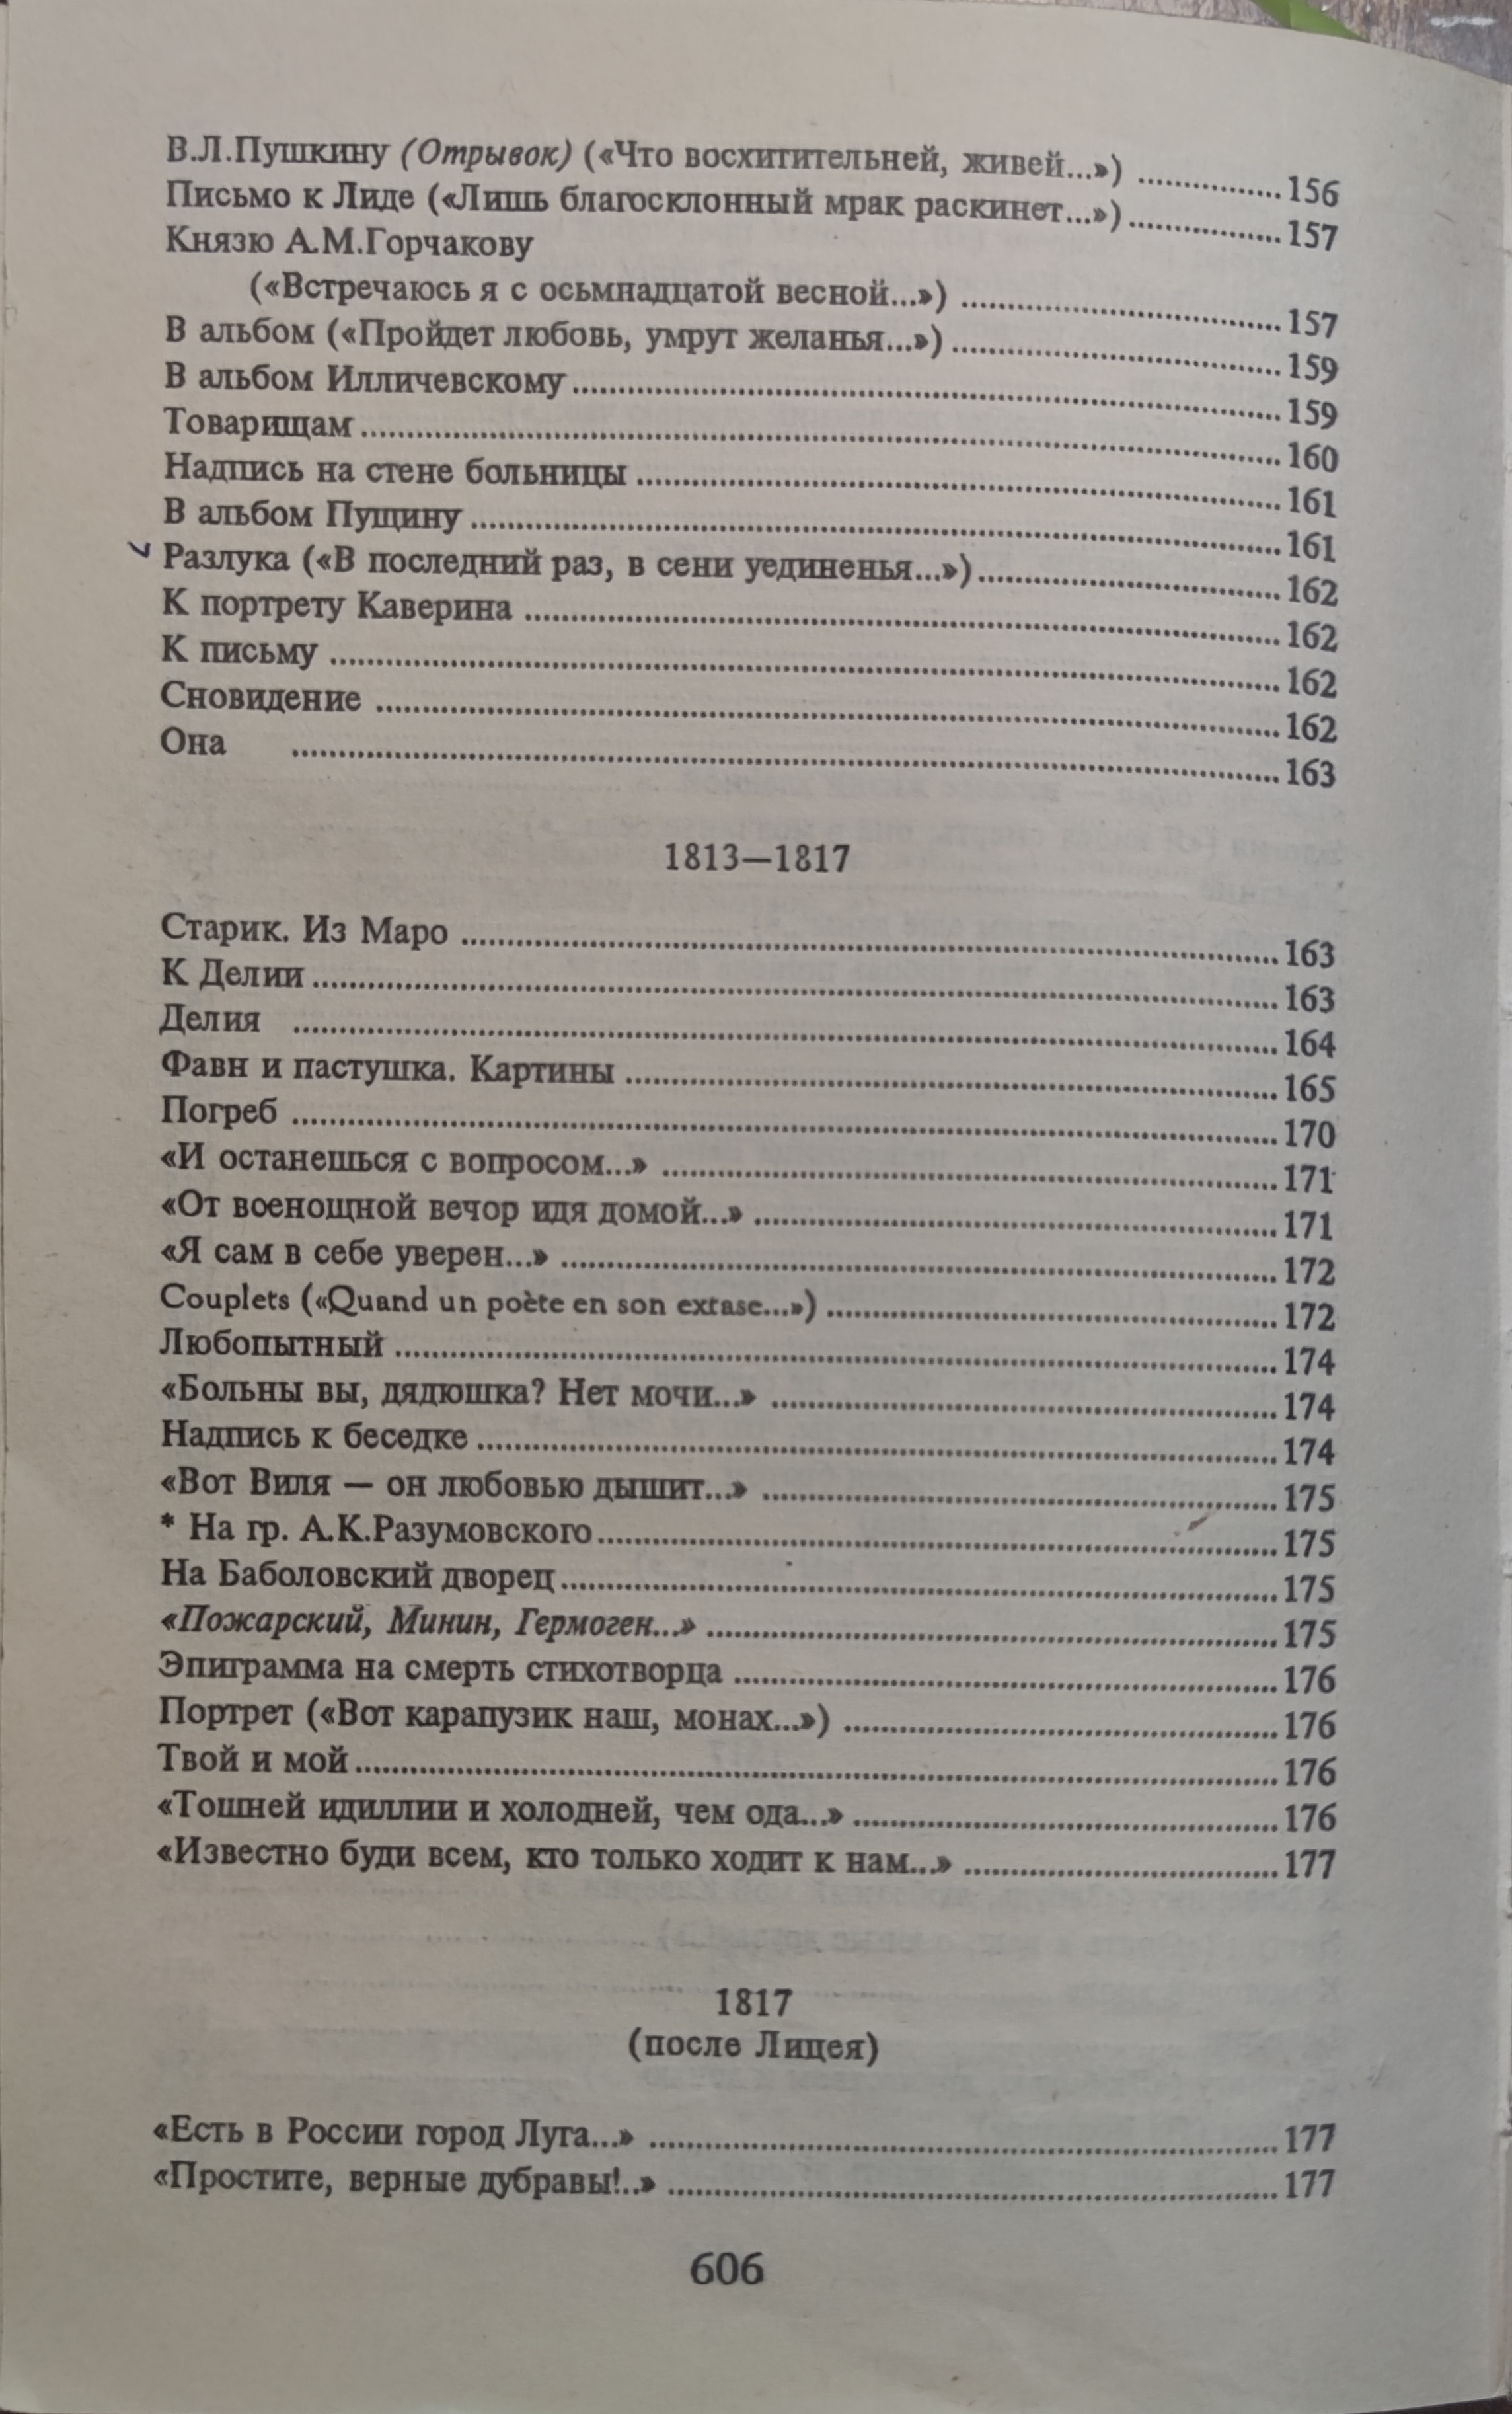 В.Л.Пушкину (Отрывок) («Что восхитительней, живей...») ................156
Письмо к Лиде («Лишь благосклонный мрак раскинет...»)................157
Князю А.М.Горчакову
(«Встречаюсь я с осьмнадцатой весной...») ................157
В альбом («Пройдет любовь, умрут желанья...») ................159
В альбом Илличевскому ................159
Товарищам ................160
Надпись на стене больницы ................161
В альбом Пущину ................161
Разлука («В последний раз, в сени уединенья...»)................162
К портрету Каверина ................162
К письму ................162
Сновидение ................162
Она ................163
1813—1817
Старик. Из Маро ................163
К Делии ................163
Делия ................164
Фавн и пастушка. Картины ................165
Погреб ................170
«И останешься с вопросом...» ................171
«От всенощной вечор идя домой...» ................171
«Я сам в себе уверен...» ................172
Couplets («Quand un poète en son extase...») ................172
Любопытный ................174
«Больны вы, дядюшка? Нет мочи...» ................174
Надпись к беседке ................174
«Вот Виля — он любовью дышит...» ................175
* На гр. А.К.Разумовского ................175
На Баболовский дворец ................175
«Пожарский, Минин, Гермоген...» ................175
Эпиграмма на смерть стихотворца ................176
Портрет («Вот карапузик наш, монах...») ................176
Твой и мой ................176
«Тошней идиллии и холодней, чем ода...» ................176
«Известно буди всем, кто только ходит к нам...» ................177
1817
(после Лицея)
«Есть в России город Луга...» ................177
«Простите, верные дубравы!..» ................177
606